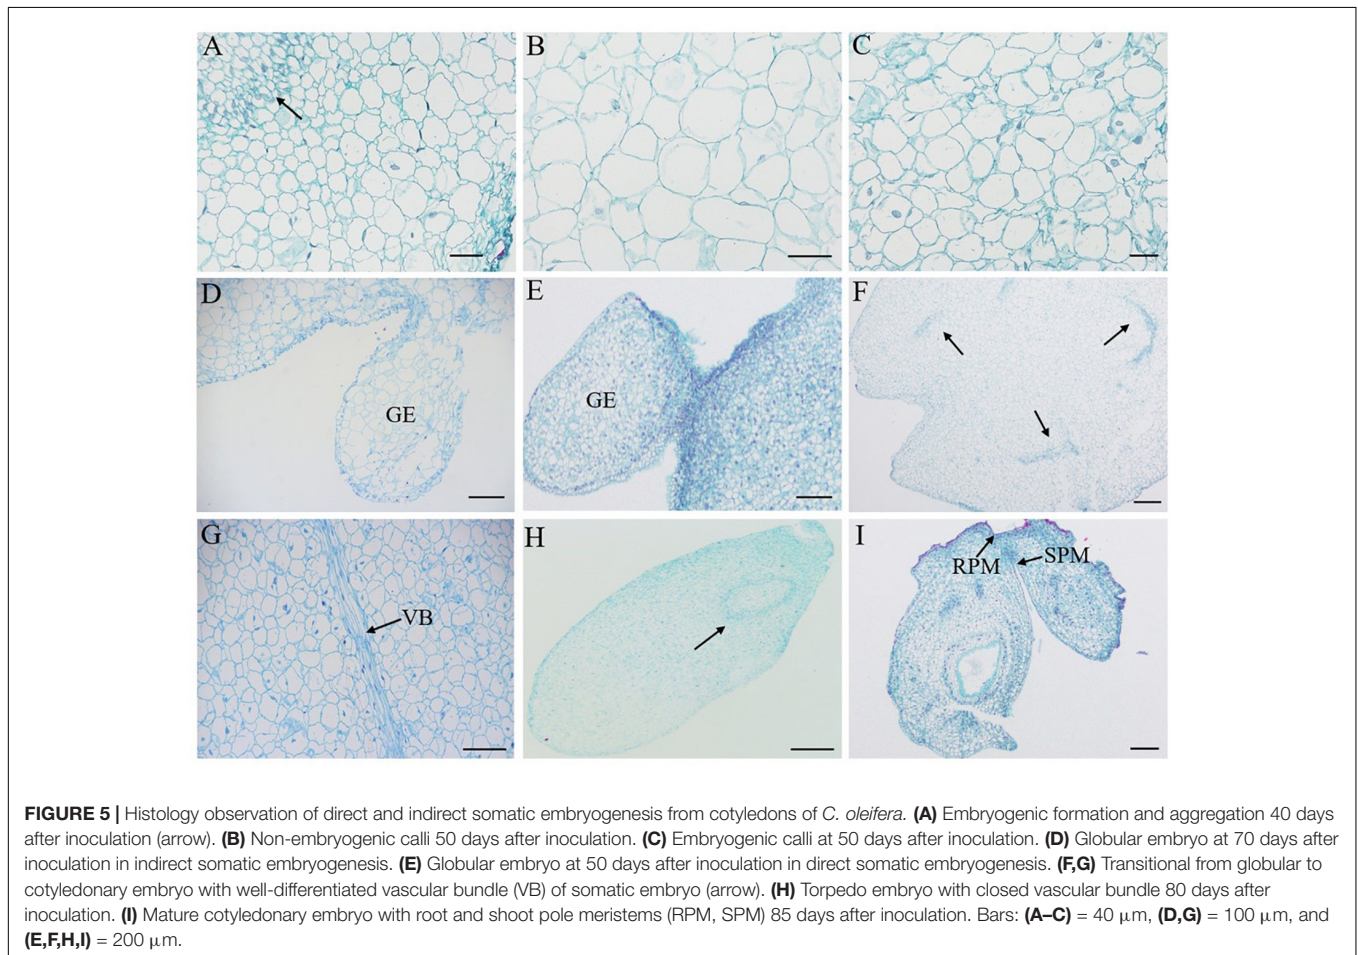 A
B
C
D
GE
E
GE
F
G
VB
H
I
RPM
SPM
FIGURE 5 | Histology observation of direct and indirect somatic embryogenesis from cotyledons of C. oleifera. (A) Embryogenic formation and aggregation 40 days
after inoculation (arrow). (B) Non-embryogenic calli 50 days after inoculation. (C) Embryogenic calli at 50 days after inoculation. (D) Globular embryo at 70 days after
inoculation in indirect somatic embryogenesis. (E) Globular embryo at 50 days after inoculation in direct somatic embryogenesis. (F,G) Transitional from globular to
cotyledonary embryo with well-differentiated vascular bundle (VB) of somatic embryo (arrow). (H) Torpedo embryo with closed vascular bundle 80 days after
inoculation. (I) Mature cotyledonary embryo with root and shoot pole meristems (RPM, SPM) 85 days after inoculation. Bars: (A–C) = 40 μm, (D,G) = 100 μm, and
(E,F,H,I) = 200 μm.